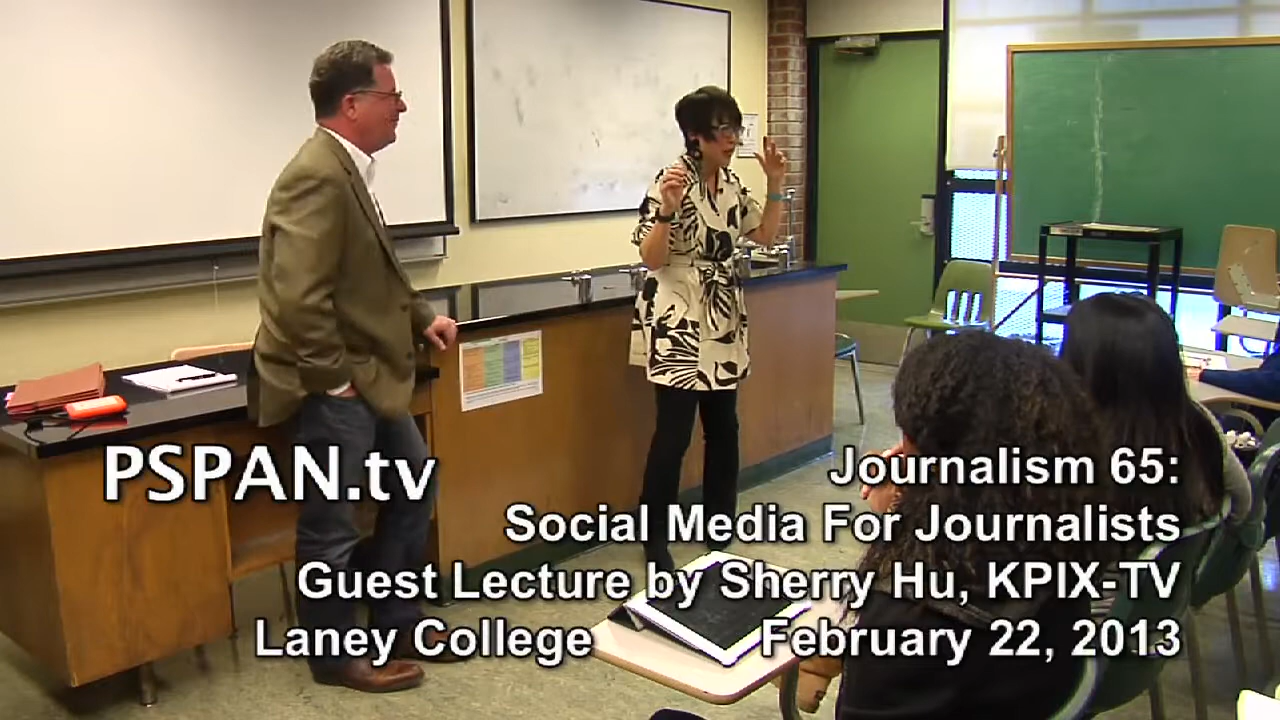 PSPAN.tv
Journalism 65:
Social Media For Journalists
Guest Lecture by Sherry Hu, KPIX-TV
Laney College
February 22, 2013